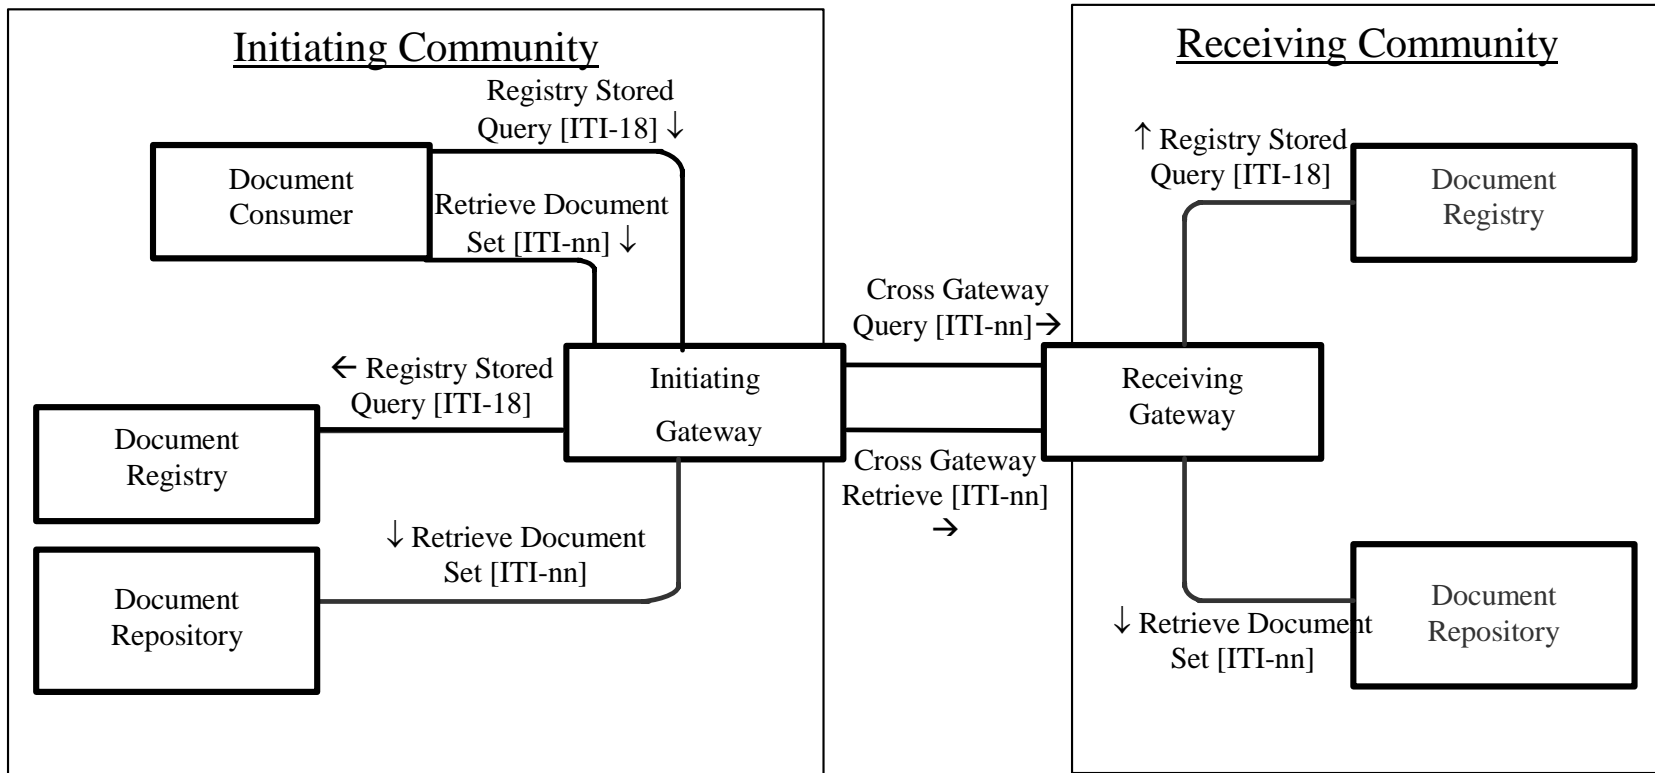 Initiating Community
Registry Stored
Query [ITI-18] ↓
Document
Consumer
Retrieve Document
Set [ITI-nn] ↓
← Registry Stored
Query [ITI-18]
Initiating
Gateway
Document
Registry
↓ Retrieve Document
Set [ITI-nn]
Document
Repository
Cross Gateway
Query [ITI-nn]→
Cross Gateway
Retrieve [ITI-nn]
→
Receiving Community
↑ Registry Stored
Query [ITI-18]
Document
Registry
Receiving
Gateway
↓ Retrieve Document
Set [ITI-nn]
Document
Repository